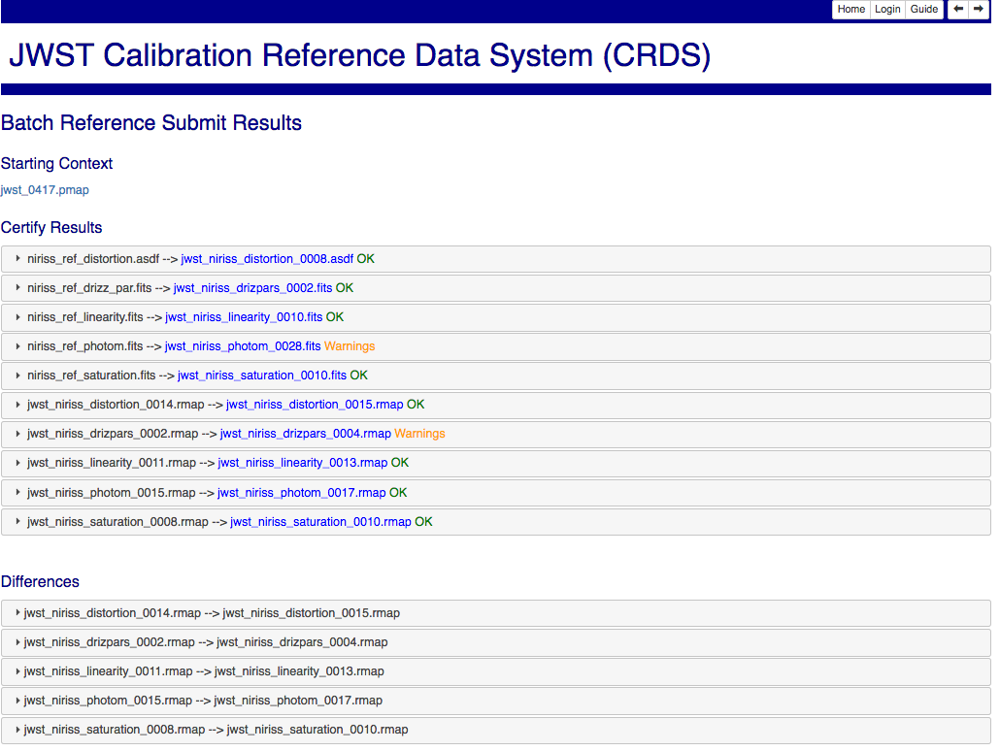 Home Login Guide
JWST Calibration Reference Data System (CRDS)
Batch Reference Submit Results
Starting Context
jwst_0417.pmap
Certify Results
niriss_ref_distortion.asdf --> jwst_niriss_distortion_0008.asdf OK
niriss_ref_drizz_par.fits --> jwst_niriss_drizpars_0002.fits OK
niriss_ref_linearity.fits --> jwst_niriss_linearity_0010.fits OK
niriss_ref_photom.fits --> jwst_niriss_photom_0028.fits Warnings
niriss_ref_saturation.fits --> jwst_niriss_saturation_0010.fits OK
jwst_niriss_distortion_0014.rmap --> jwst_niriss_distortion_0015.rmap OK
jwst_niriss_drizpars_0002.rmap --> jwst_niriss_drizpars_0004.rmap Warnings
jwst_niriss_linearity_0011.rmap --> jwst_niriss_linearity_0013.rmap OK
jwst_niriss_photom_0015.rmap --> jwst_niriss_photom_0017.rmap OK
jwst_niriss_saturation_0008.rmap --> jwst_niriss_saturation_0010.rmap OK
Differences
jwst_niriss_distortion_0014.rmap --> jwst_niriss_distortion_0015.rmap
jwst_niriss_drizpars_0002.rmap --> jwst_niriss_drizpars_0004.rmap
jwst_niriss_linearity_0011.rmap --> jwst_niriss_linearity_0013.rmap
jwst_niriss_photom_0015.rmap --> jwst_niriss_photom_0017.rmap
jwst_niriss_saturation_0008.rmap --> jwst_niriss_saturation_0010.rmap